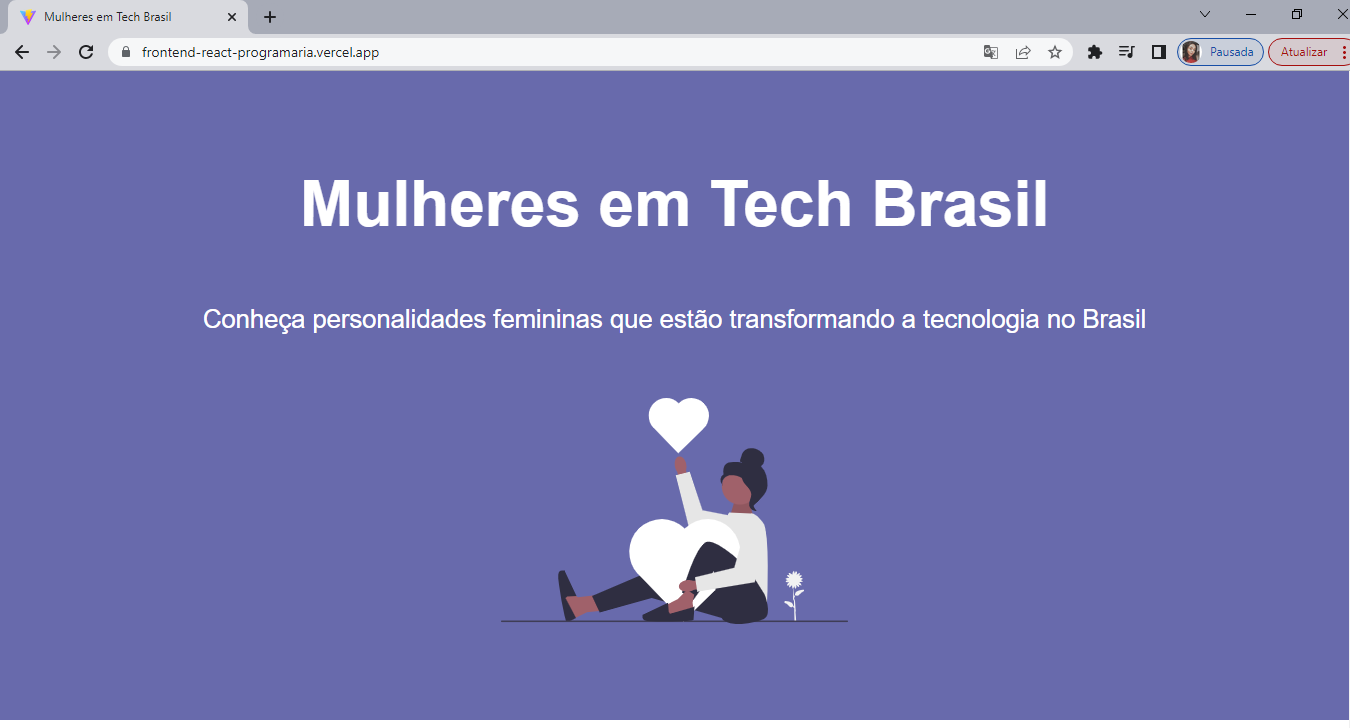 Mulheres em Tech Brasil
frontend-react-programaria.vercel.app
Pausada
Atualizar
Mulheres em Tech Brasil
Conheça personalidades femininas que estão transformando a tecnologia no Brasil